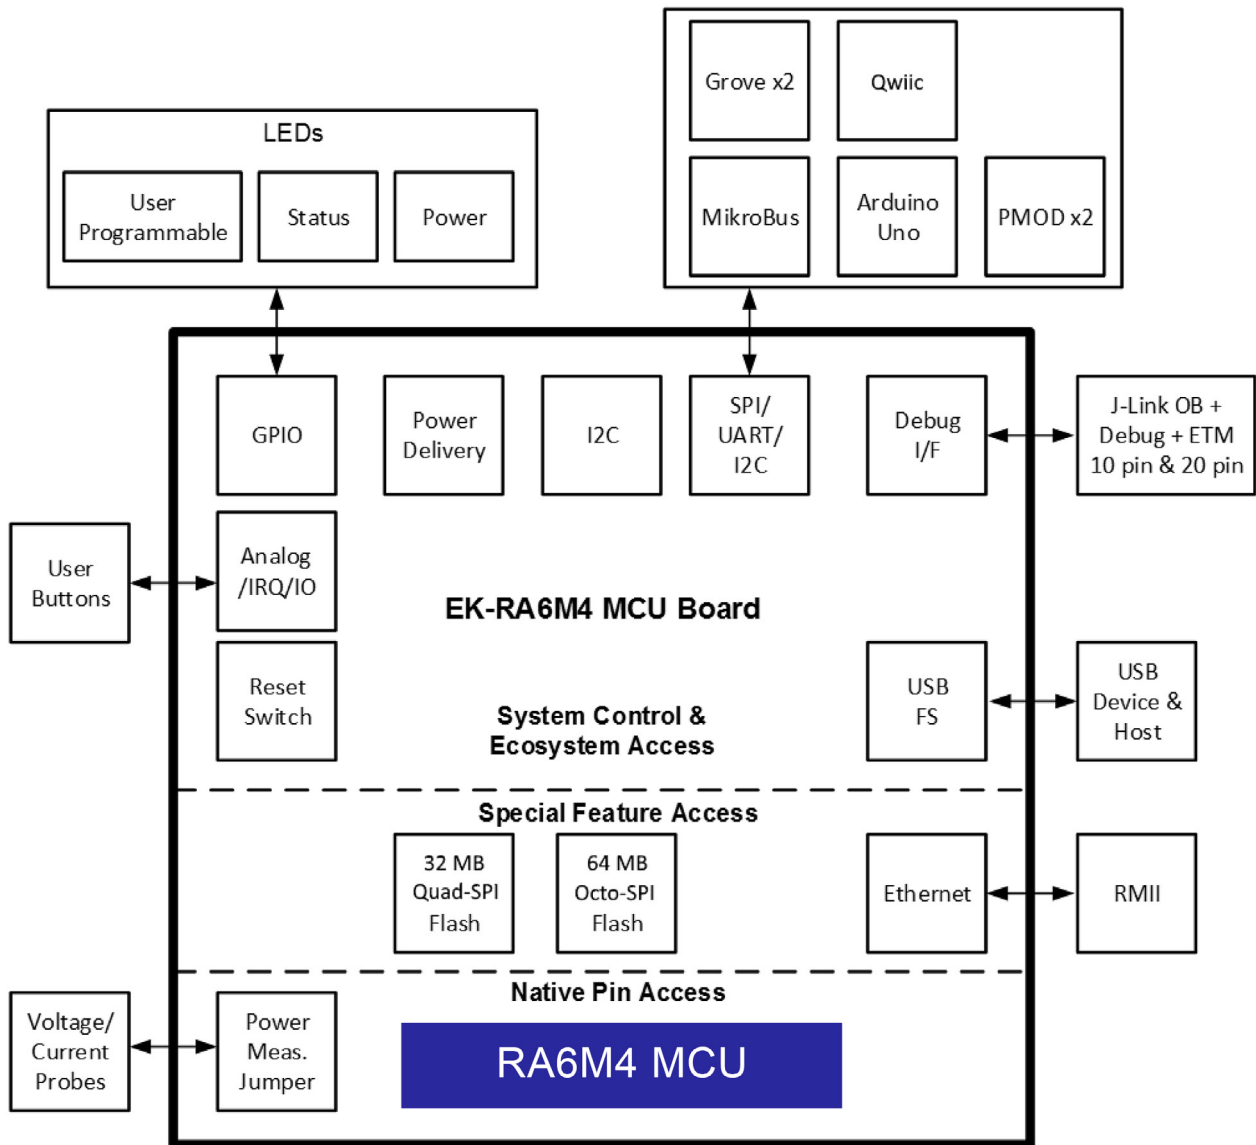 Grove x2
Qwiic
LEDs
User
Programmable
Status
Power
MikroBus
Arduino
Uno
PMOD x2
GPIO
Power
Delivery
I2C
SPI/
UART/
I2C
Debug
I/F
J-Link OB +
Debug + ETM
10 pin & 20 pin
User
Buttons
Analog
/IRQ/IO
EK-RA6M4 MCU Board
Reset
Switch
System Control &
Ecosystem Access
USB
FS
USB
Device &
Host
Special Feature Access
32 MB
Quad-SPI
Flash
64 MB
Octo-SPI
Flash
Ethernet
RMII
Native Pin Access
Voltage/
Current
Probes
Power
Meas.
Jumper
RA6M4 MCU